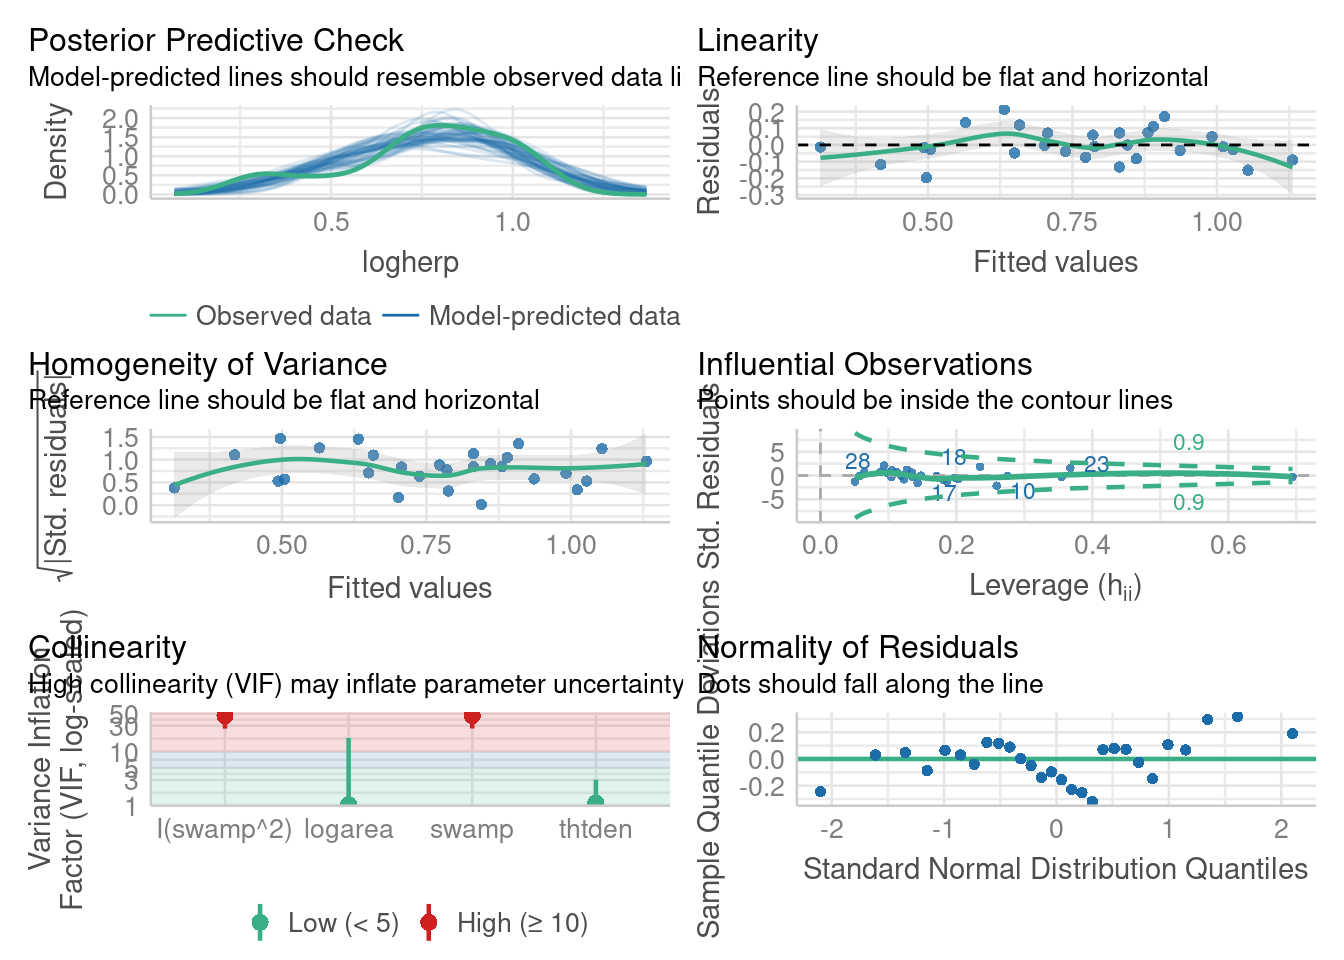 Posterior Predictive Check
Model-predicted lines should resemble observed data li
Density
2.0
1.5
1.0
0.5
0.0
0.5 1.0
logherp
Observed data Model-predicted data
Linearity
Reference line should be flat and horizontal
Residuals
0.2
0.1
0.0
-0.1
-0.2
-0.3
0.50 0.75 1.00
Fitted values
Homogeneity of Variance
Reference line should be flat and horizontal
√|Std. residuals|
1.5
1.0
0.5
0.0
0.50 0.75 1.00
Fitted values
Influential Observations
Points should be inside the contour lines
Std. Residuals
5
0
-5
0.9
28
18
23
17
10
0.9
0.0 0.2 0.4 0.6
Leverage (hii)
Collinearity
High collinearity (VIF) may inflate parameter uncertainty
Variance Inflation
Factor (VIF, log-scaled)
50
30
10
5
3
1
I(swamp^2) logarea swamp thtden
Low (< 5) High (≥ 10)
Normality of Residuals
Dots should fall along the line
Sample Quantile Deviations
0.2
0.0
-0.2
-2 -1 0 1 2
Standard Normal Distribution Quantiles